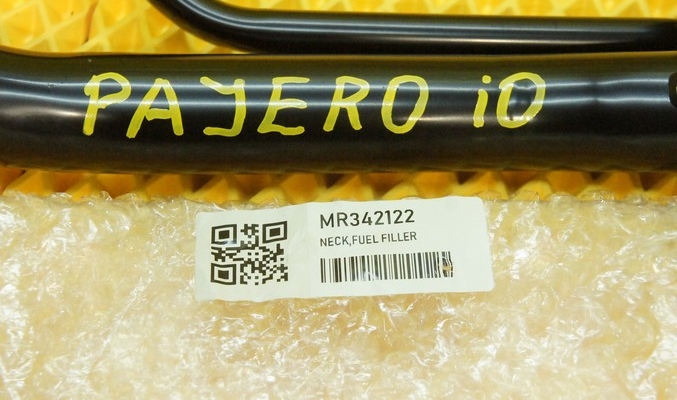 PAJERO iO
MR342122
NECK,FUEL FILLER